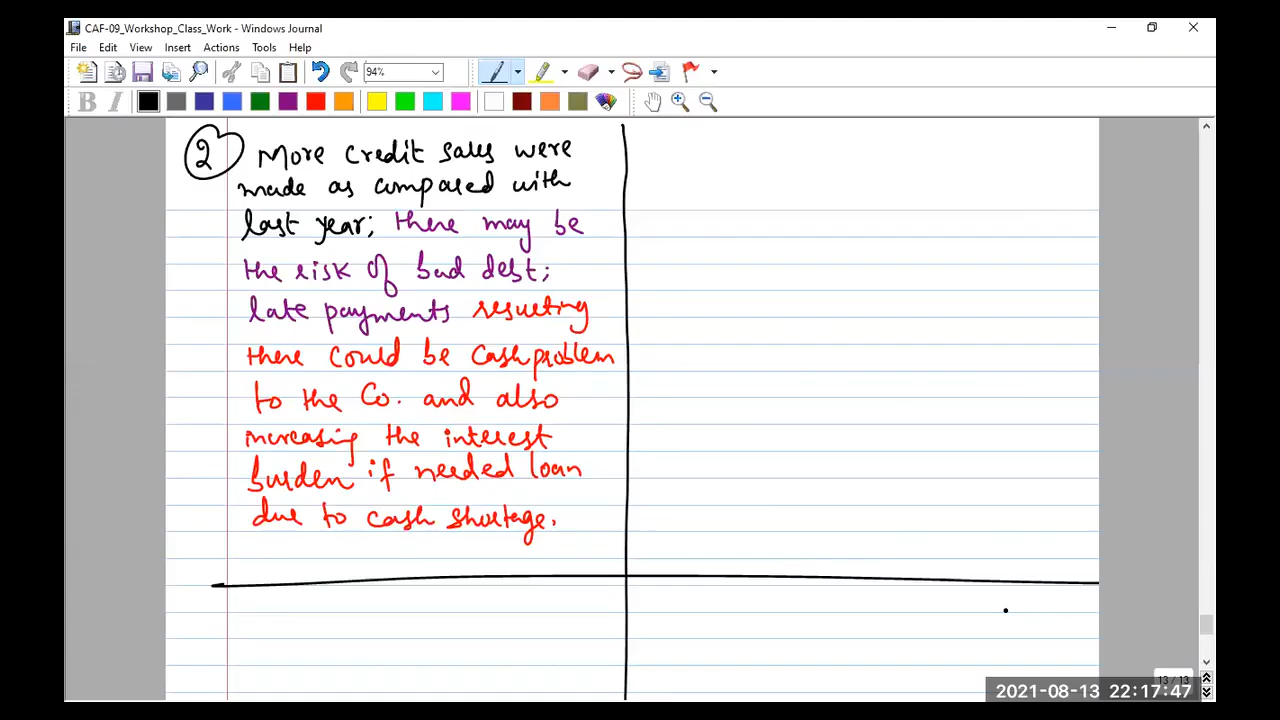 CAF-09_Workshop_Class_Work - Windows Journal
File Edit View Insert Actions Tools Help
94%
B I
2 More credit sales were
made as compared with
last year; there may be
the risk of bad debt;
late payments resulting
there could be cash problem
to the Co. and also
increasing the interest
burden if needed loan
due to cash shortage.
13 / 13
2021-08-13 22:17:47